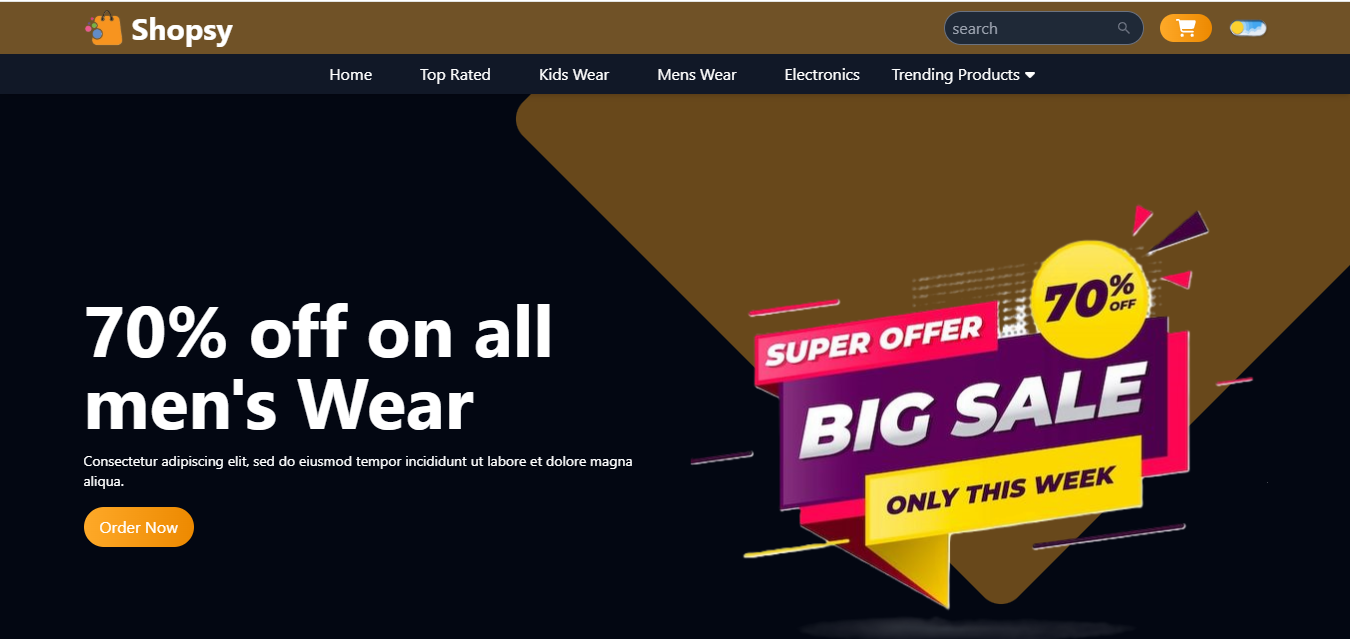 Shopsy
search
Home
Top Rated
Kids Wear
Mens Wear
Electronics
Trending Products
70% off on all
men's Wear
Consectetur adipiscing elit, sed do eiusmod tempor incididunt ut labore et dolore magna
aliqua.
Order Now
70% OFF
SUPER OFFER
BIG SALE
ONLY THIS WEEK